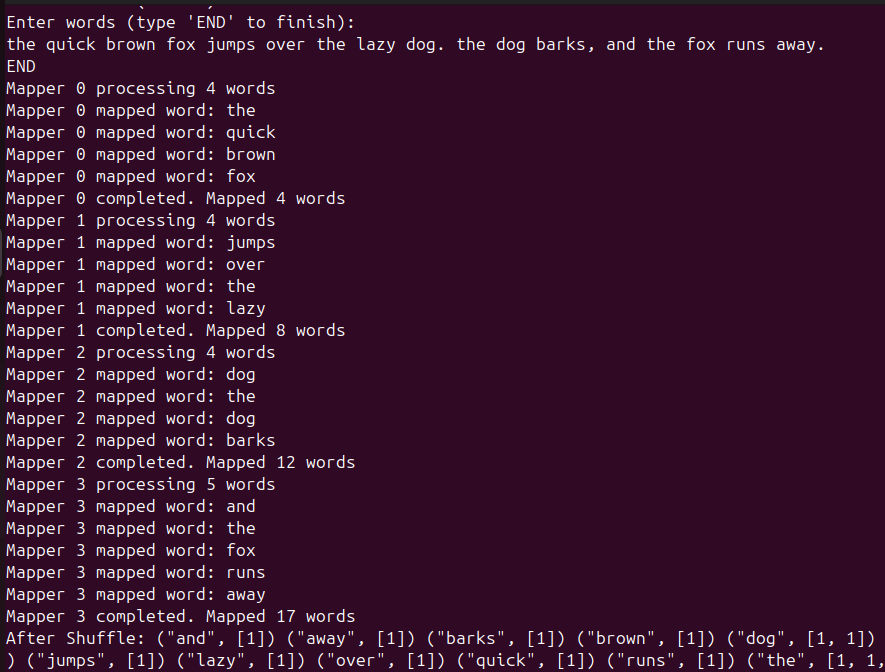 Enter words (type 'END' to finish):
the quick brown fox jumps over the lazy dog. the dog barks, and the fox runs away.
END
Mapper 0 processing 4 words
Mapper 0 mapped word: the
Mapper 0 mapped word: quick
Mapper 0 mapped word: brown
Mapper 0 mapped word: fox
Mapper 0 completed. Mapped 4 words
Mapper 1 processing 4 words
Mapper 1 mapped word: jumps
Mapper 1 mapped word: over
Mapper 1 mapped word: the
Mapper 1 mapped word: lazy
Mapper 1 completed. Mapped 8 words
Mapper 2 processing 4 words
Mapper 2 mapped word: dog
Mapper 2 mapped word: the
Mapper 2 mapped word: dog
Mapper 2 mapped word: barks
Mapper 2 completed. Mapped 12 words
Mapper 3 processing 5 words
Mapper 3 mapped word: and
Mapper 3 mapped word: the
Mapper 3 mapped word: fox
Mapper 3 mapped word: runs
Mapper 3 mapped word: away
Mapper 3 completed. Mapped 17 words
After Shuffle: ("and", [1]) ("away", [1]) ("barks", [1]) ("brown", [1]) ("dog", [1, 1])
) ("jumps", [1]) ("lazy", [1]) ("over", [1]) ("quick", [1]) ("runs", [1]) ("the", [1, 1,